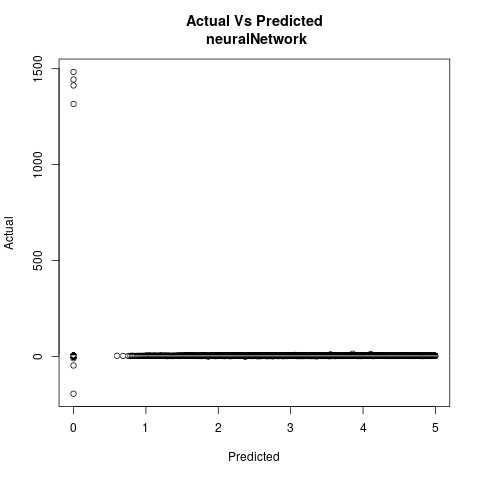 Actual Vs Predicted
neuralNetwork
1500
1000
500
0
Actual
0 1 2 3 4 5
Predicted